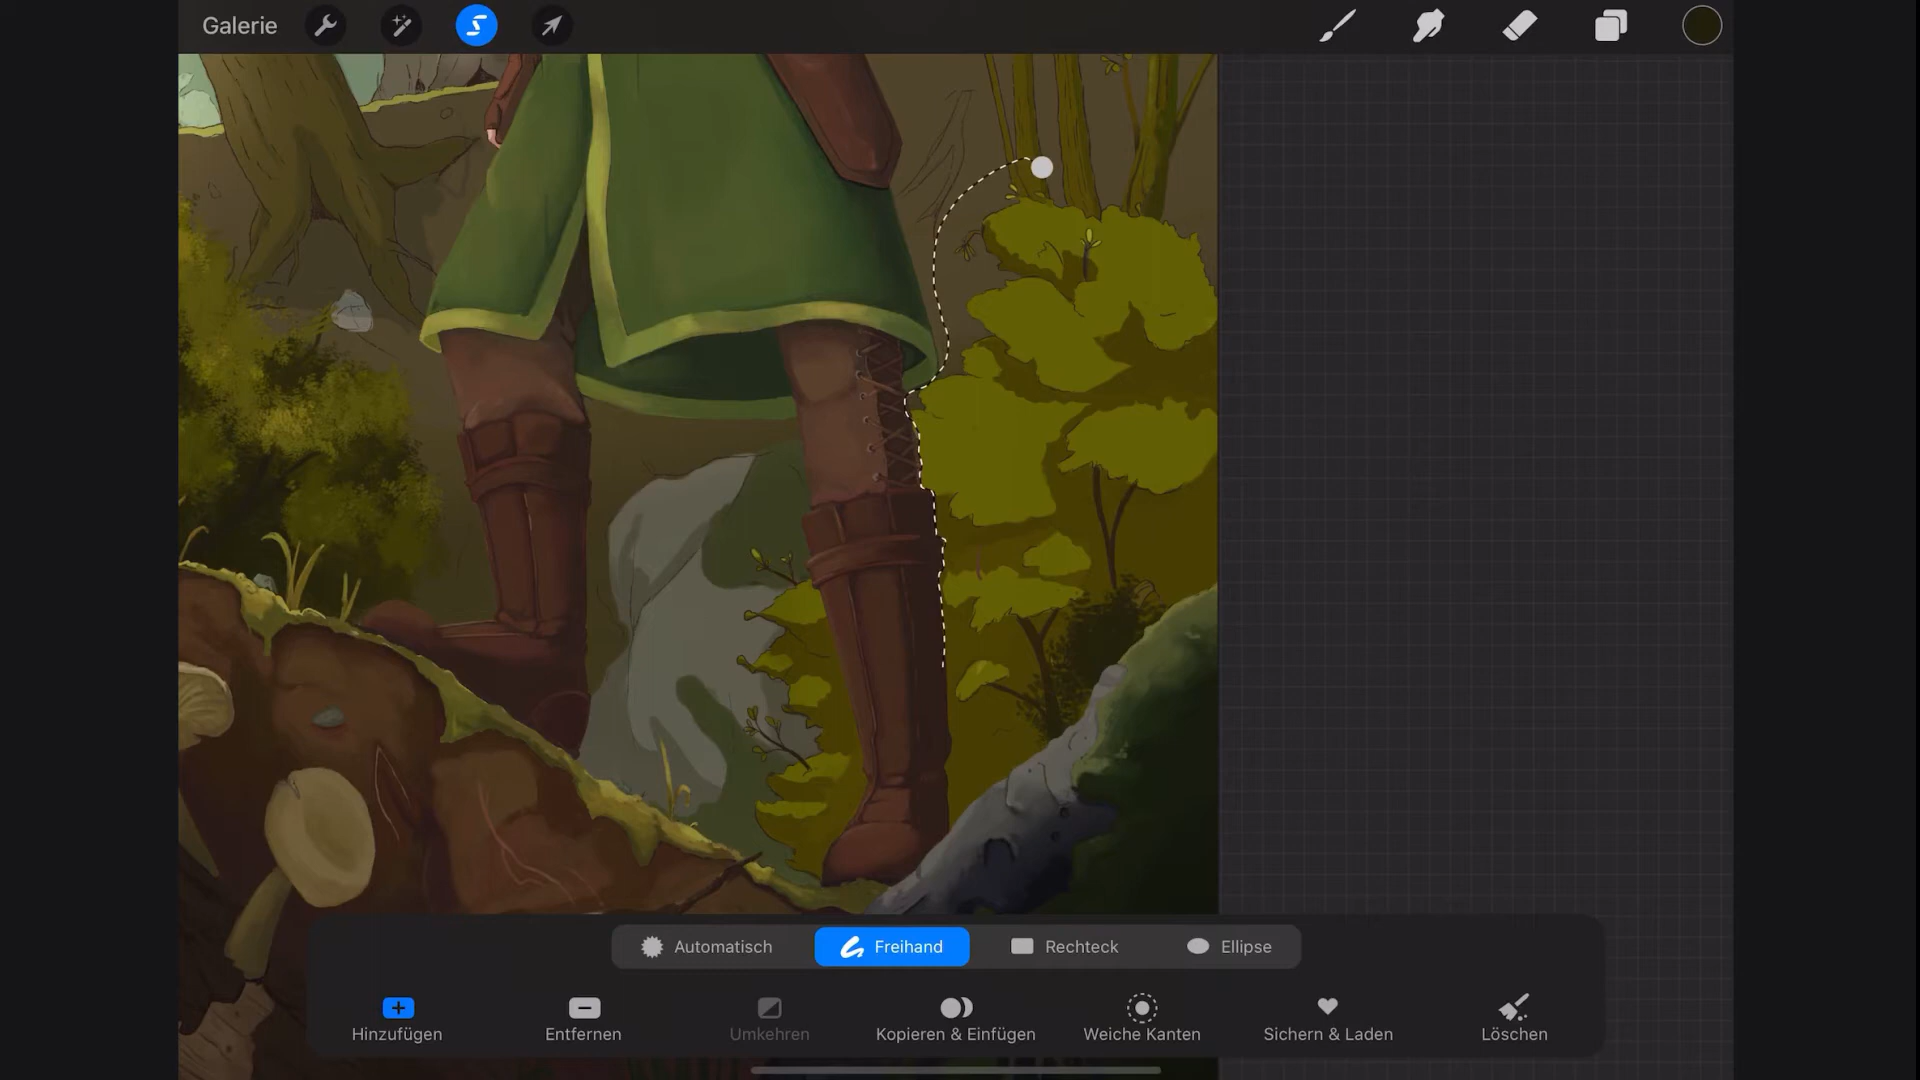 Galerie
Automatisch
Freihand
Rechteck
Ellipse
Hinzufügen
Entfernen
Umkehren
Kopieren & Einfügen
Weiche Kanten
Sichern & Laden
Löschen